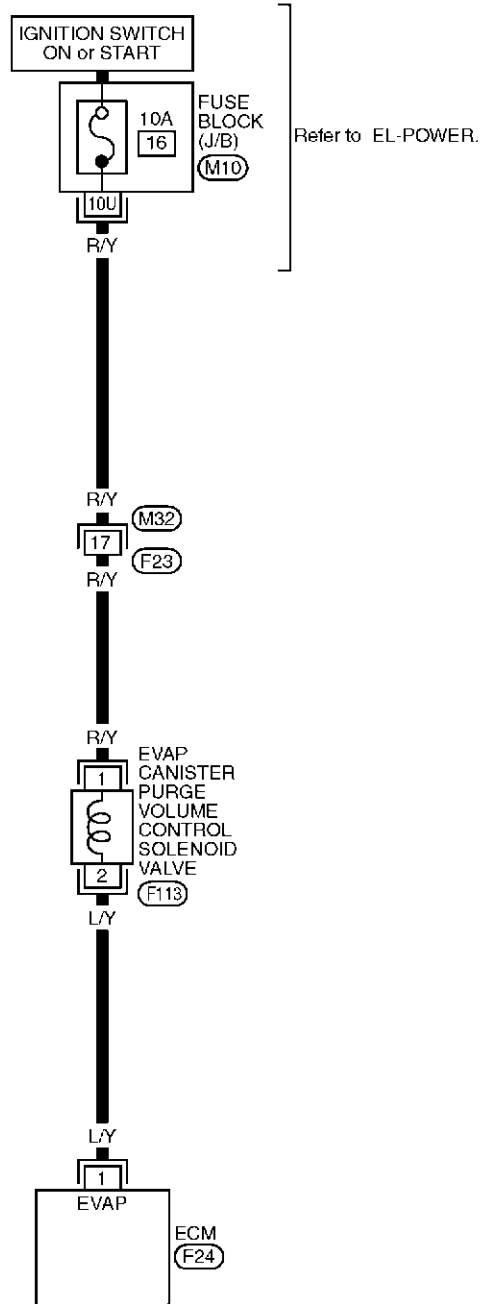 IGNITION SWITCH
ON or START
FUSE
BLOCK
(J/B)
M10
10A
16
Refer to EL-POWER.
10U
R/Y
R/Y
M32
17
F23
R/Y
R/Y
EVAP
CANISTER
PURGE
VOLUME
CONTROL
SOLENOID
VALVE
1
2
F113
L/Y
L/Y
1
EVAP
ECM
F24